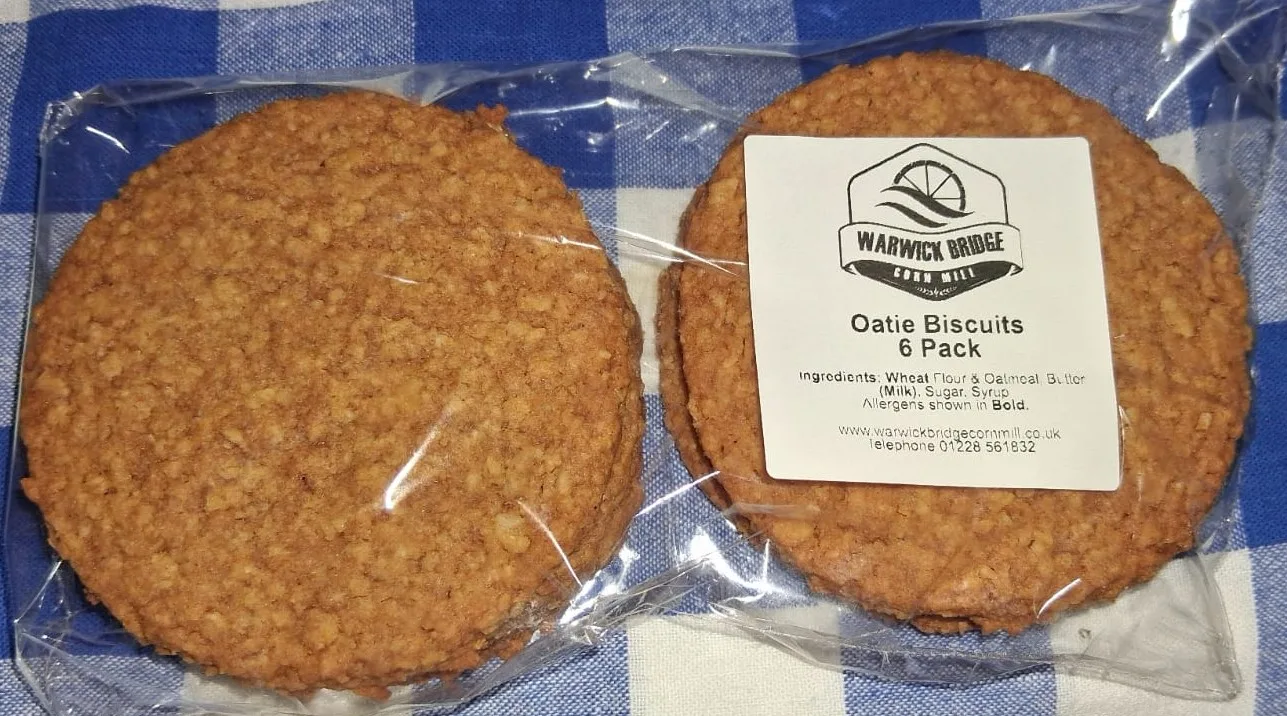 WARWICK BRIDGE
CORN MILL
Oatie Biscuits
6 Pack
Ingredients: Wheat Flour & Oatmeal, Butter
(Milk), Sugar, Syrup
Allergens shown in Bold.
www.warwickbridgecornmill.co.uk
Telephone 01228 561832